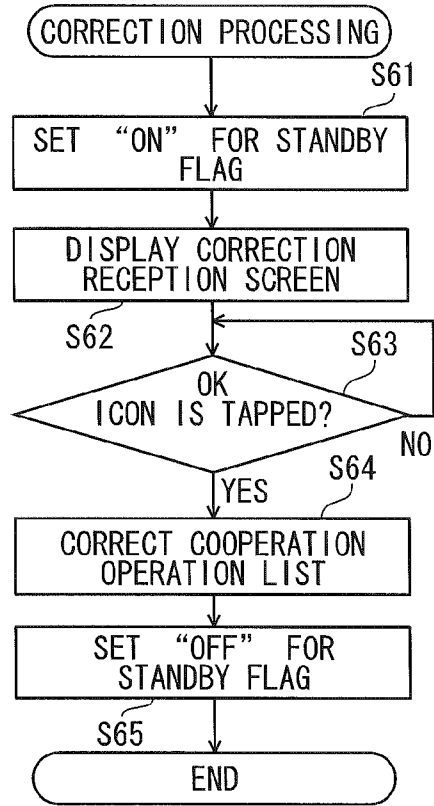 CORRECTION PROCESSING
S61
SET “ON” FOR STANDBY
FLAG
DISPLAY CORRECTION
RECEPTION SCREEN
S62
S63
OK
ICON IS TAPPED?
NO
YES
S64
CORRECT COOPERATION
OPERATION LIST
SET “OFF” FOR
STANDBY FLAG
S65
END